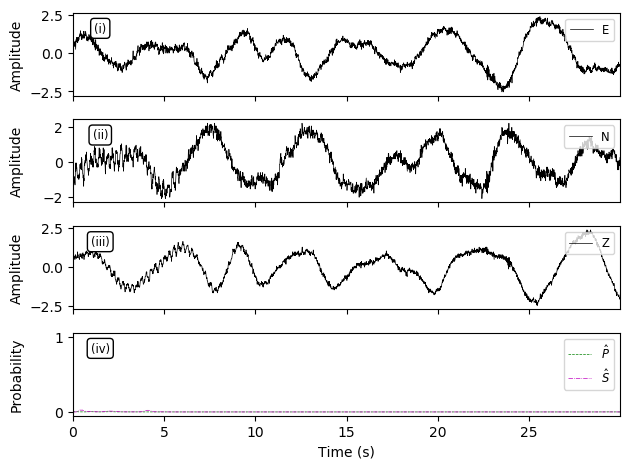 2.5
0.0
−2.5
Amplitude
(i)
E
2
0
−2
Amplitude
(ii)
N
2.5
0.0
−2.5
Amplitude
(iii)
Z
1
0
Probability
(iv)
P̂
Ŝ
0 5 10 15 20 25
Time (s)